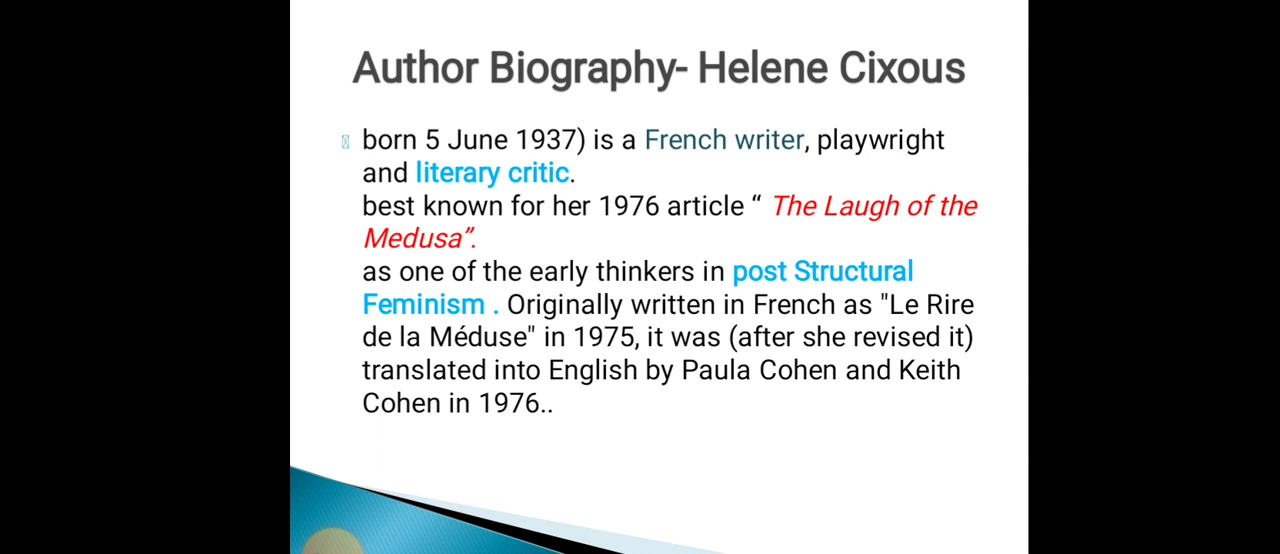 Author Biography- Helene Cixous
born 5 June 1937) is a French writer, playwright
and literary critic.
best known for her 1976 article “ The Laugh of the
Medusa”.
as one of the early thinkers in post Structural
Feminism . Originally written in French as "Le Rire
de la Méduse" in 1975, it was (after she revised it)
translated into English by Paula Cohen and Keith
Cohen in 1976..